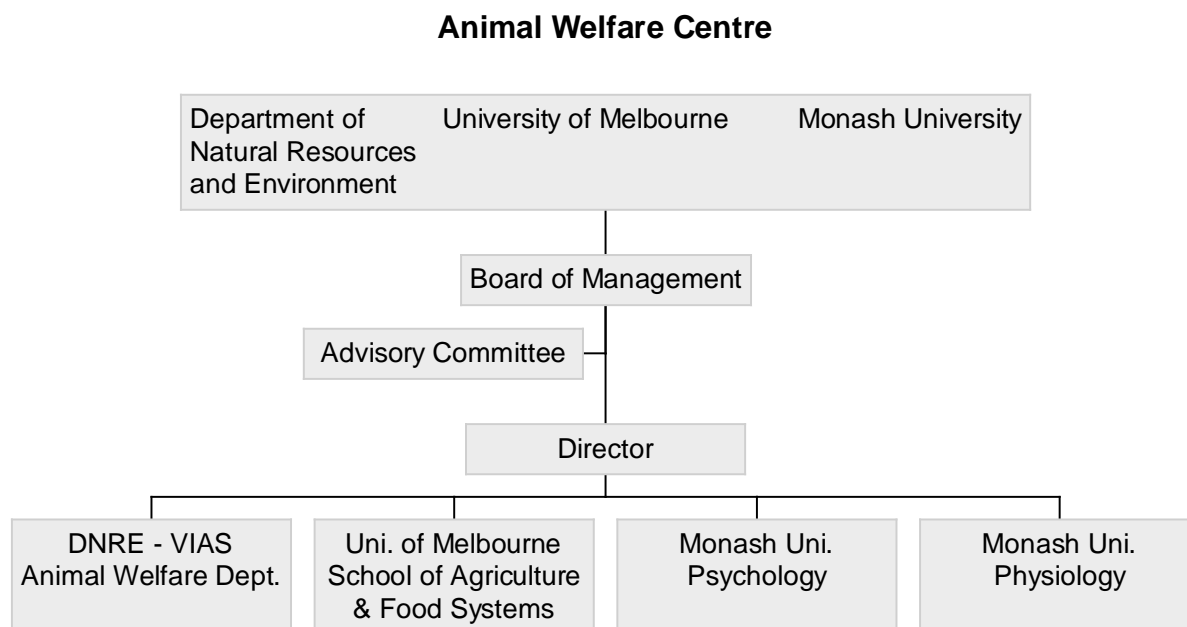 Animal Welfare Centre
Department of
Natural Resources
and Environment
University of Melbourne
Monash University
Board of Management
Advisory Committee
Director
DNRE - VIAS
Animal Welfare Dept.
Uni. of Melbourne
School of Agriculture
& Food Systems
Monash Uni.
Psychology
Monash Uni.
Physiology